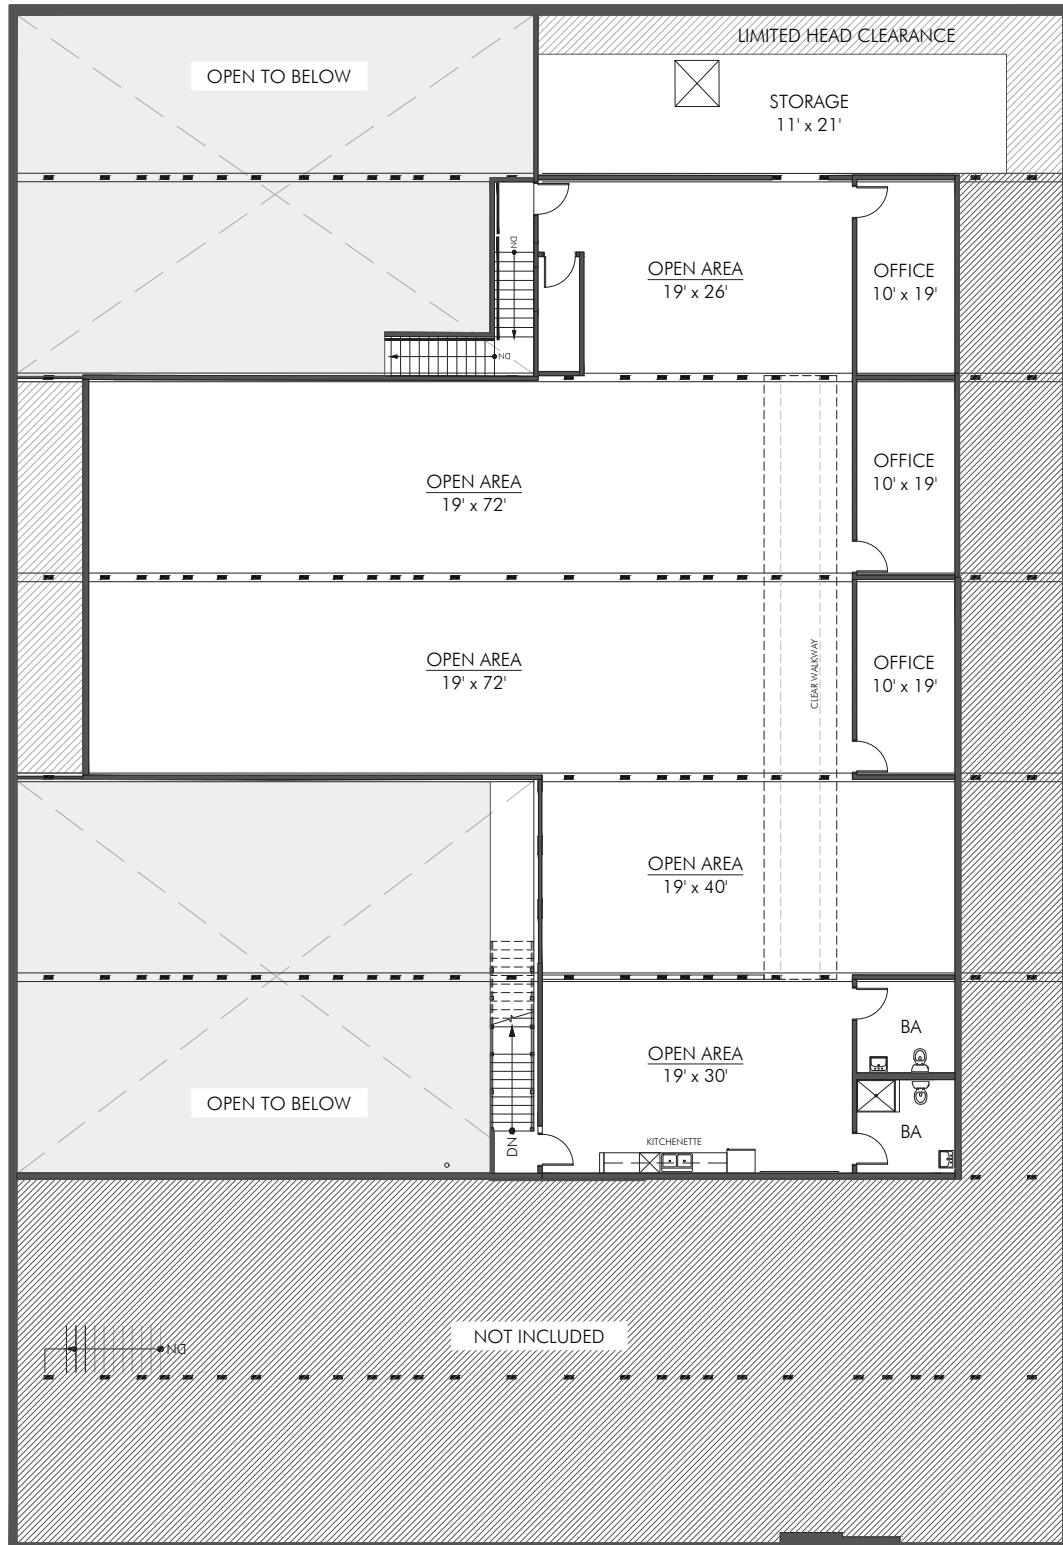 LIMITED HEAD CLEARANCE
OPEN TO BELOW
STORAGE
11' x 21'
DN
OPEN AREA
19' x 26'
OFFICE
10' x 19'
DN
OPEN AREA
19' x 72'
OFFICE
10' x 19'
OPEN AREA
19' x 72'
CLEAR WALKWAY
OFFICE
10' x 19'
OPEN AREA
19' x 40'
OPEN AREA
19' x 30'
BA
OPEN TO BELOW
BA
DN
KITCHENETTE
NOT INCLUDED
DN